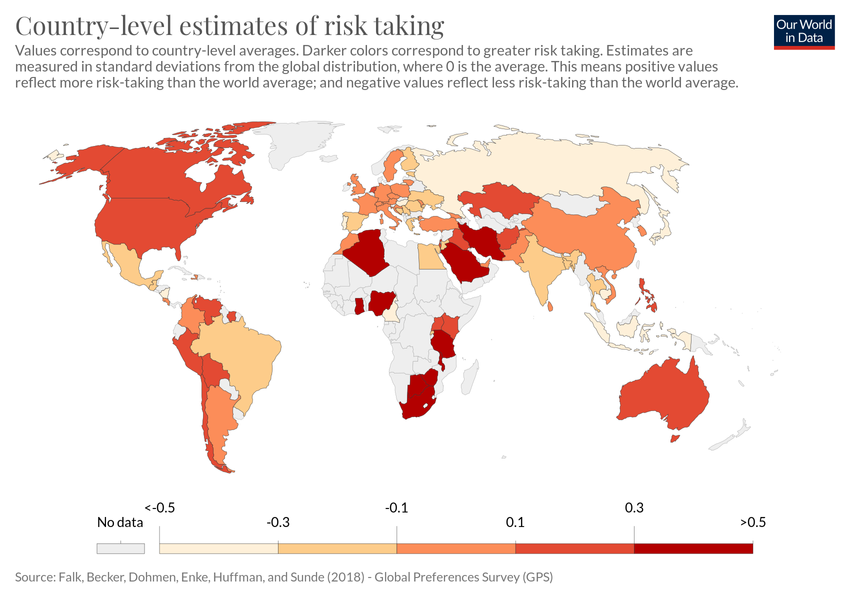 Country-level estimates of risk taking
Our World
in Data
Values correspond to country-level averages. Darker colors correspond to greater risk taking. Estimates are
measured in standard deviations from the global distribution, where 0 is the average. This means positive values
reflect more risk-taking than the world average; and negative values reflect less risk-taking than the world average.
<-0.5
-0.1
0.3
No data
-0.3
0.1
>0.5
Source: Falk, Becker, Dohmen, Enke, Huffman, and Sunde (2018) - Global Preferences Survey (GPS)